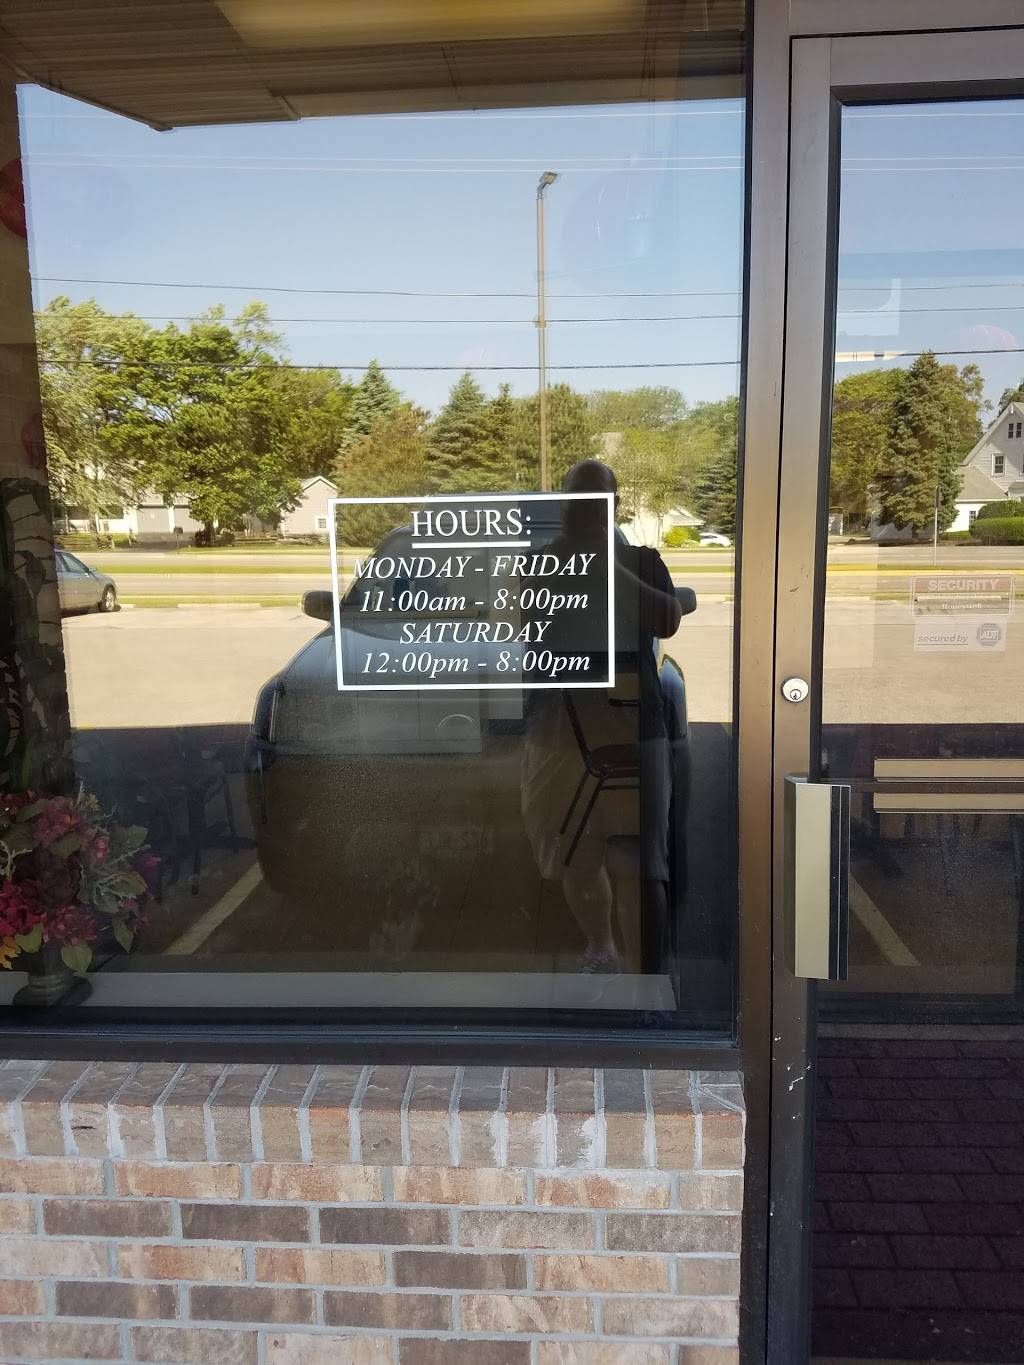 HOURS:
MONDAY - FRIDAY
11:00am - 8:00pm
SATURDAY
12:00pm - 8:00pm
SECURITY
secured by ADT